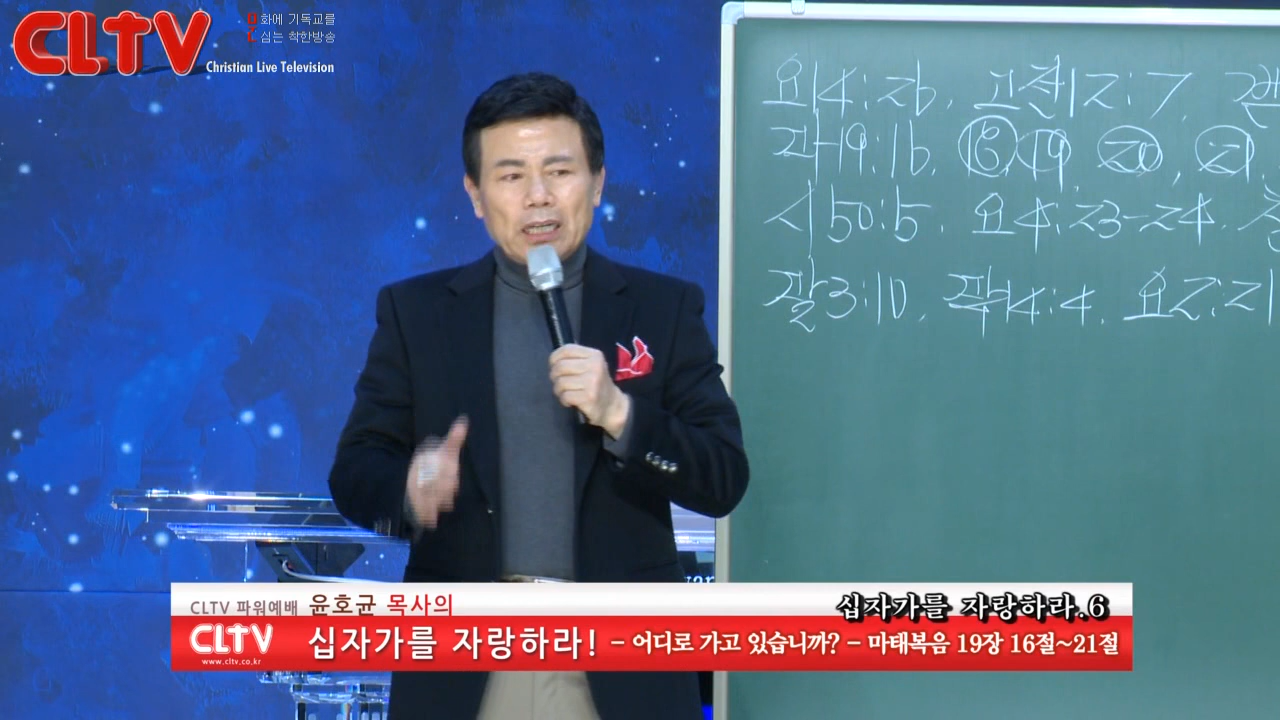 CLTV
문화에 기독교를
심는 착한방송
Christian Live Television
요14:26. 고전12:7.
마19:16. 18, 19, 20, 21.
시50:5. 요4:23-24.
갈3:10. 요2:21
CLTV 파워예배 윤호균 목사의
십자가를 자랑하라.6
CLTV
www.cltv.co.kr
십자가를 자랑하라! - 어디로 가고 있습니까? - 마태복음 19장 16절~21절